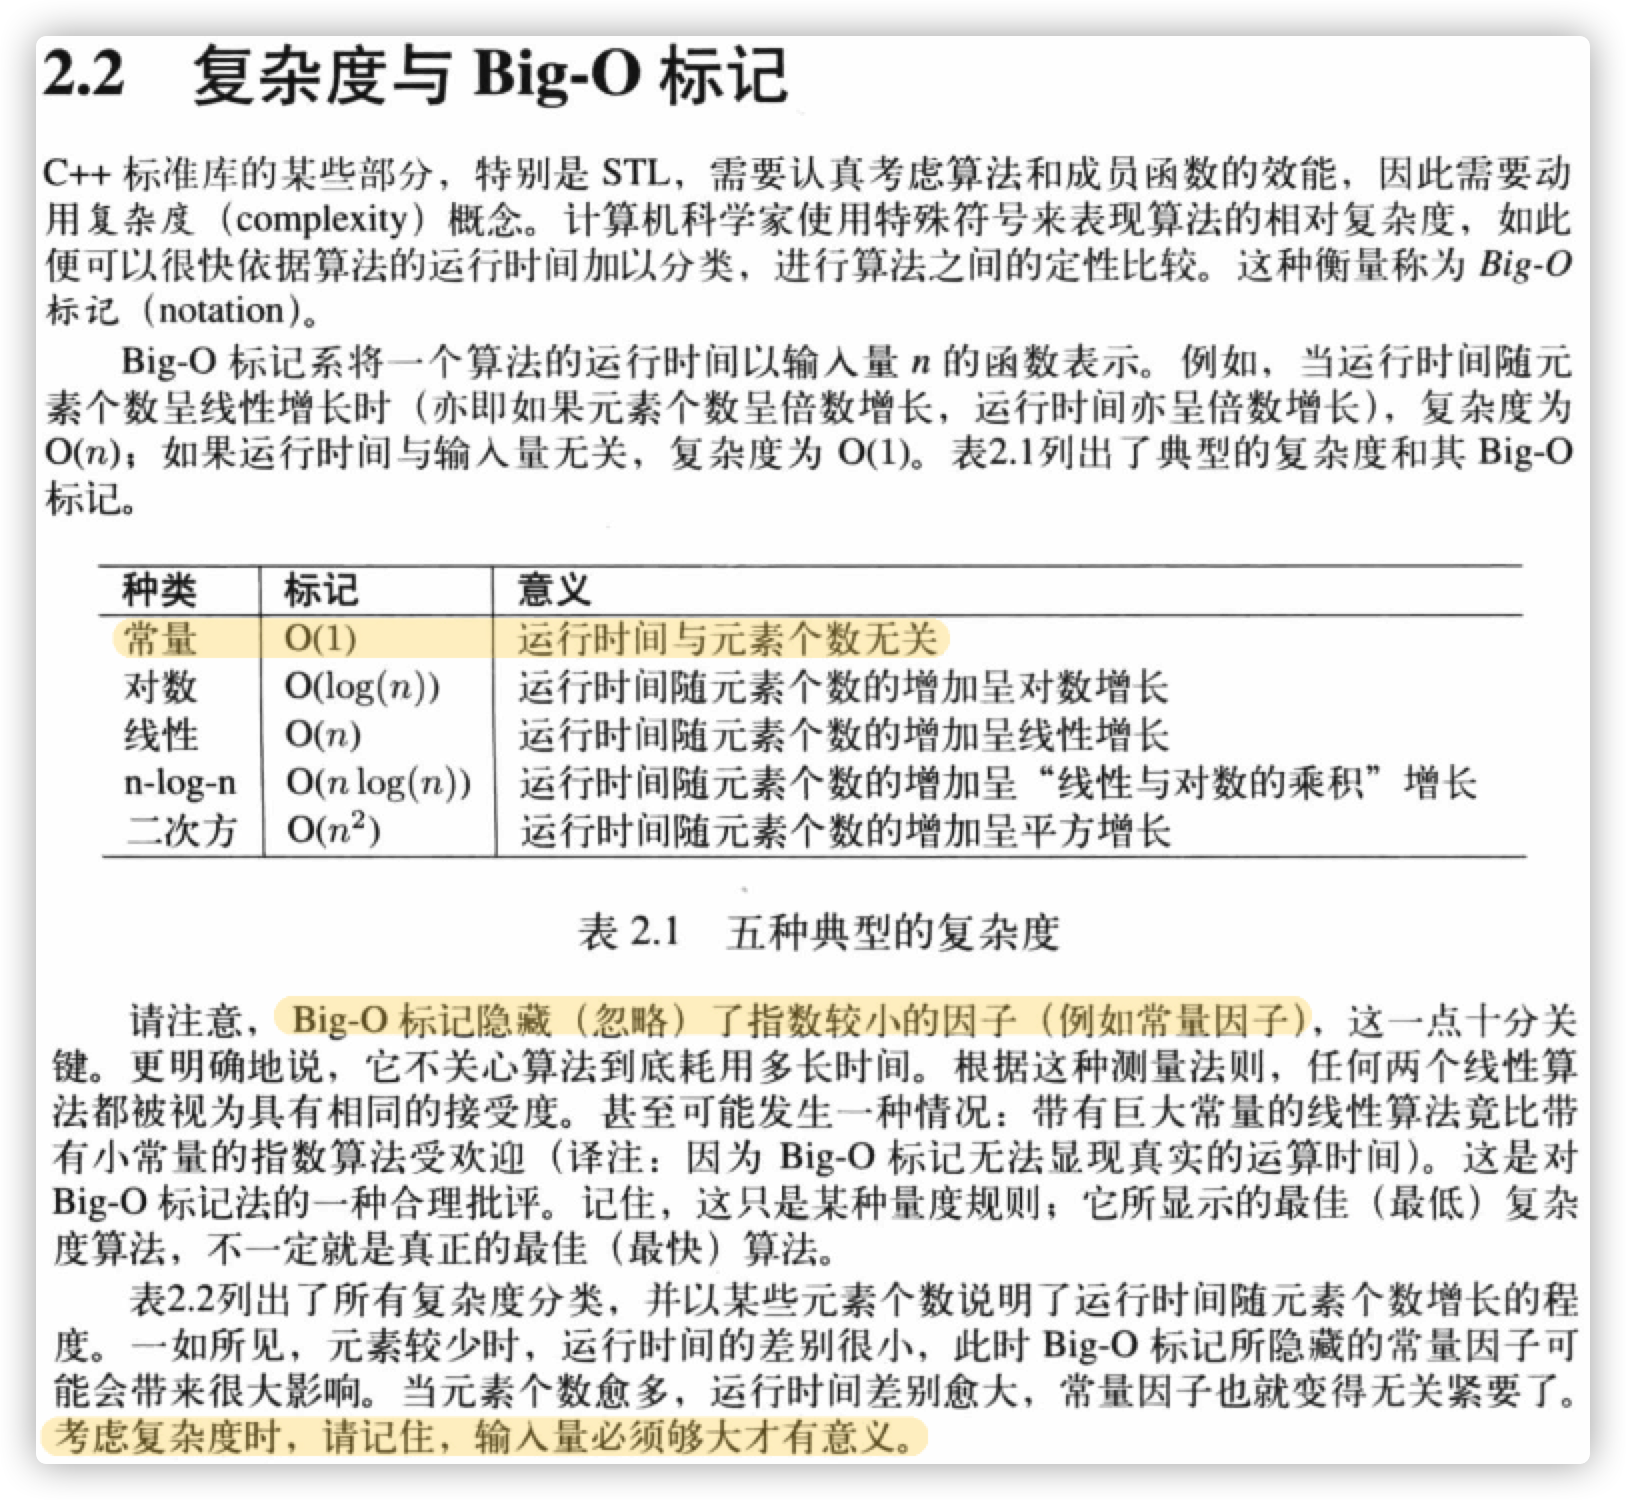 2.2 复杂度与 Big-O 标记
C++ 标准库的某些部分，特别是 STL，需要认真考虑算法和成员函数的效能，因此需要动
用复杂度（complexity）概念。计算机科学家使用特殊符号来表现算法的相对复杂度，如此
便可以很快依据算法的运行时间加以分类，进行算法之间的定性比较。这种衡量称为 Big-O
标记（notation）。
Big-O 标记系将一个算法的运行时间以输入量 n 的函数表示。例如，当运行时间随元
素个数呈线性增长时（亦即如果元素个数呈倍数增长，运行时间亦呈倍数增长），复杂度为
O(n)；如果运行时间与输入量无关，复杂度为 O(1)。表2.1列出了典型的复杂度和其 Big-O
标记。
种类 标记 意义
常量 O(1) 运行时间与元素个数无关
对数 O(log(n)) 运行时间随元素个数的增加呈对数增长
线性 O(n) 运行时间随元素个数的增加呈线性增长
n-log-n O(n log(n)) 运行时间随元素个数的增加呈“线性与对数的乘积”增长
二次方 O(n²) 运行时间随元素个数的增加呈平方增长
表 2.1 五种典型的复杂度
请注意，Big-O 标记隐藏（忽略）了指数较小的因子（例如常量因子），这一点十分关
键。更明确地说，它不关心算法到底耗用多长时间。根据这种测量法则，任何两个线性算
法都被视为具有相同的接受度。甚至可能发生一种情况：带有巨大常量的线性算法竟比带
有小常量的指数算法受欢迎（译注：因为 Big-O 标记无法显现真实的运算时间）。这是对
Big-O 标记法的一种合理批评。记住，这只是某种量度规则；它所显示的最佳（最低）复杂
度算法，不一定就是真正的最佳（最快）算法。
表2.2列出了所有复杂度分类，并以某些元素个数说明了运行时间随元素个数增长的程
度。一如所见，元素较少时，运行时间的差别很小，此时 Big-O 标记所隐藏的常量因子可
能会带来很大影响。当元素个数愈多，运行时间差别愈大，常量因子也就变得无关紧要了。
考虑复杂度时，请记住，输入量必须够大才有意义。